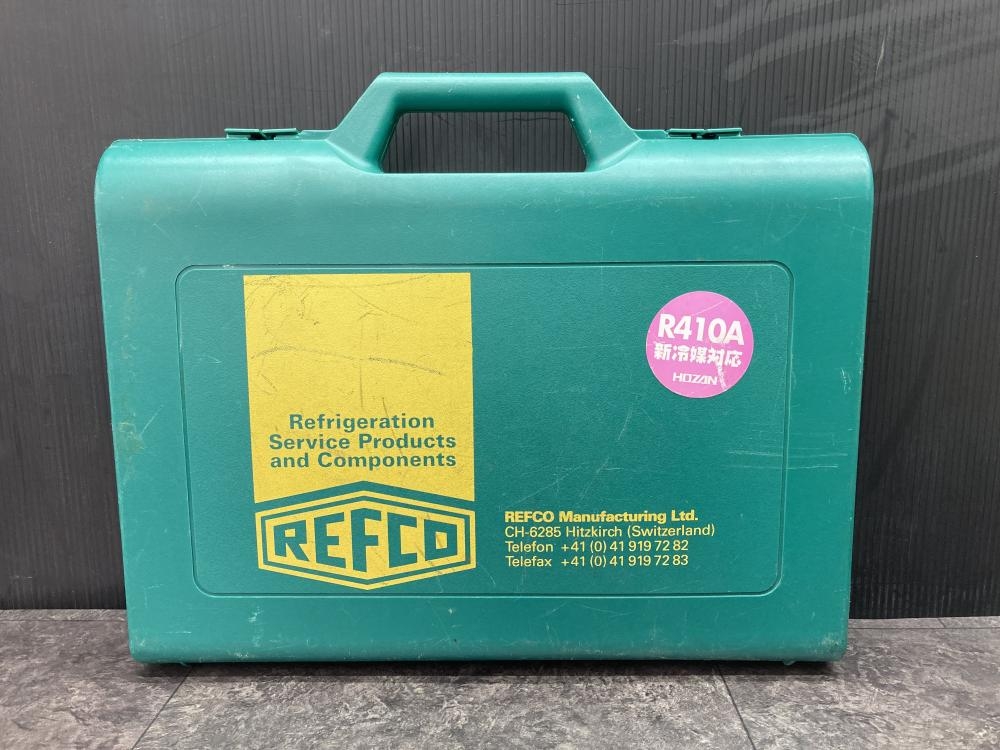 R410A
新冷媒対応
HOZAN
Refrigeration
Service Products
and Components
REFCO
REFCO Manufacturing Ltd.
CH-6285 Hitzkirch (Switzerland)
Telefon +41 (0) 41 919 72 82
Telefax +41 (0) 41 919 72 83